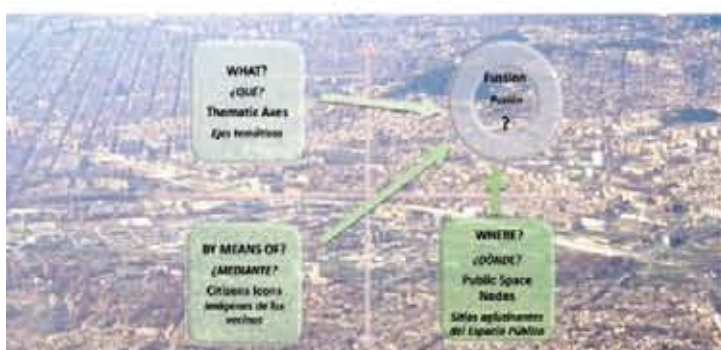 WHAT?
¿QUÉ?
Thematic Axes
Ejes temáticos
Fussion
Fusión
?
BY MEANS OF?
¿MEDIANTE?
Citizens Icons
Imágenes de los
vecinos
WHERE?
¿DÓNDE?
Public Space
Nodes
Sitios aglutinantes
del Espacio Público